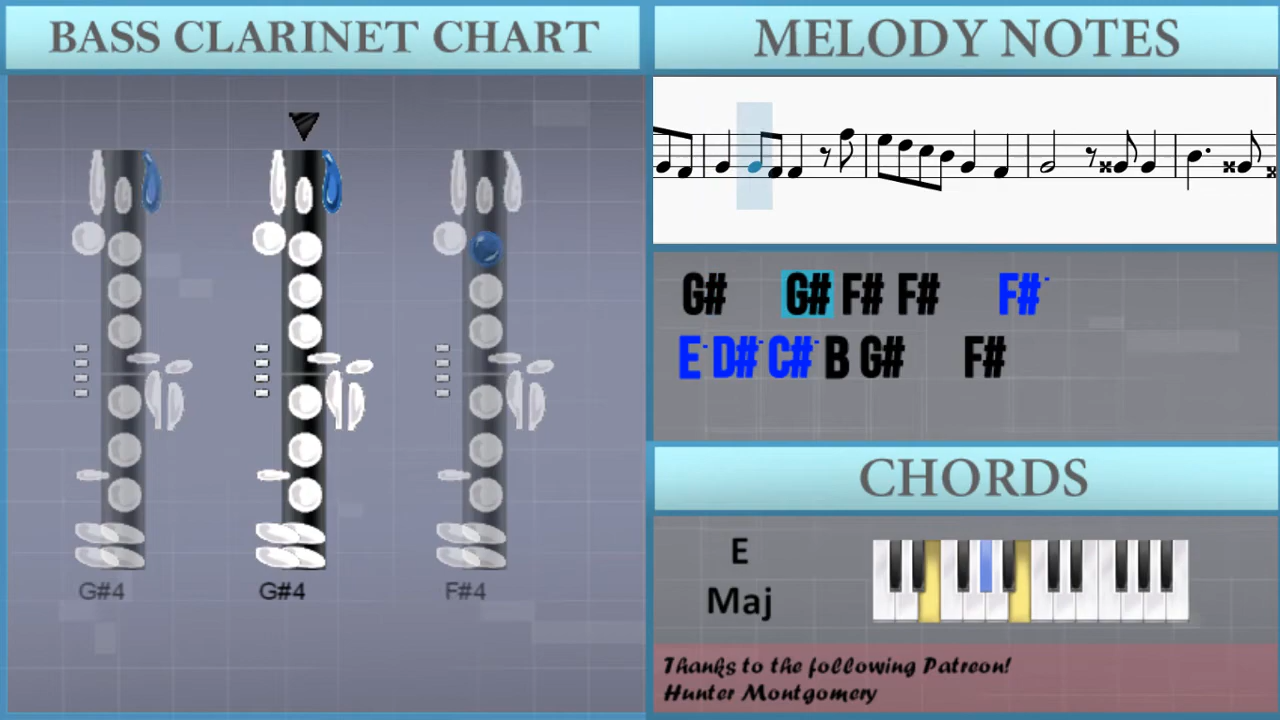 BASS CLARINET CHART
G#4 G#4 F#4
MELODY NOTES
G# G# F# F# F#˙
E˙ D#˙ C#˙ B G# F#
CHORDS
E
Maj
Thanks to the following Patreon!
Hunter Montgomery